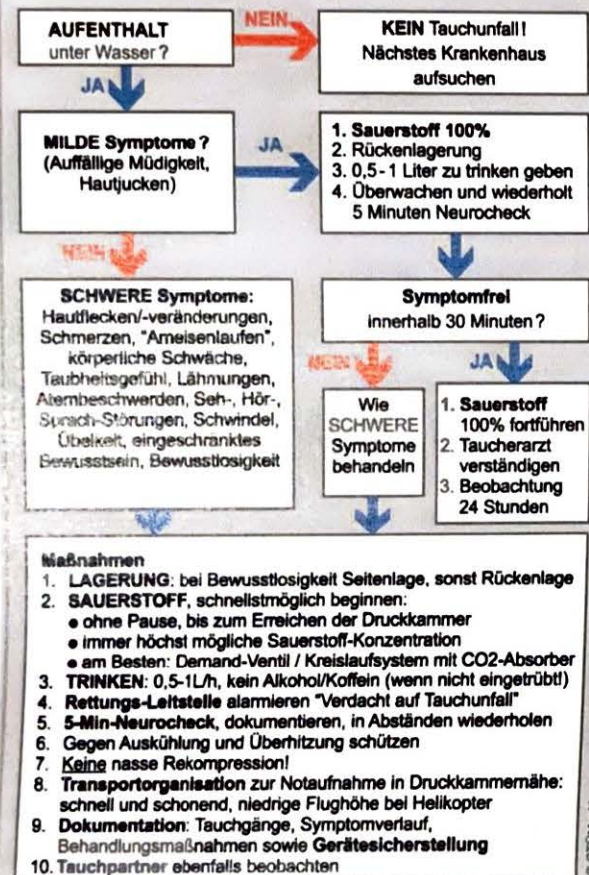 AUFENTHALT
unter Wasser?
NEIN
KEIN Tauchunfall!
Nächstes Krankenhaus
aufsuchen
JA
MILDE Symptome?
(Auffällige Müdigkeit,
Hautjucken)
JA
1. Sauerstoff 100%
2. Rückenlagerung
3. 0,5-1 Liter zu trinken geben
4. Überwachen und wiederholt
5 Minuten Neurocheck
NEIN
SCHWERE Symptome:
Hautflecken/-veränderungen,
Schmerzen, "Ameisenlaufen",
körperliche Schwäche,
Taubheitsgefühl, Lähmungen,
Atembeschwerden, Seh-, Hör-,
Sprach-Störungen, Schwindel,
Übelkeit, eingeschränktes
Bewusstsein, Bewusstlosigkeit
Symptomfrei
innerhalb 30 Minuten?
NEIN
JA
Wie
SCHWERE
Symptome
behandeln
1. Sauerstoff
100% fortführen
2. Taucherarzt
verständigen
3. Beobachtung
24 Stunden
Maßnahmen
1. LAGERUNG: bei Bewusstlosigkeit Seitenlage, sonst Rückenlage
2. SAUERSTOFF, schnellstmöglich beginnen:
• ohne Pause, bis zum Erreichen der Druckkammer
• immer höchst mögliche Sauerstoff-Konzentration
• am Besten: Demand-Ventil / Kreislaufsystem mit CO2-Absorber
3. TRINKEN: 0,5-1L/h, kein Alkohol/Koffein (wenn nicht eingetrübt!)
4. Rettungs-Leitstelle alarmieren "Verdacht auf Tauchunfall"
5. 5-Min-Neurocheck, dokumentieren, in Abständen wiederholen
6. Gegen Auskühlung und Überhitzung schützen
7. Keine nasse Rekompression!
8. Transportorganisation zur Notaufnahme in Druckkammernähe:
schnell und schonend, niedrige Flughöhe bei Helikopter
9. Dokumentation: Tauchgänge, Symptomverlauf,
Behandlungsmaßnahmen sowie Gerätesicherstellung
10. Tauchpartner ebenfalls beobachten